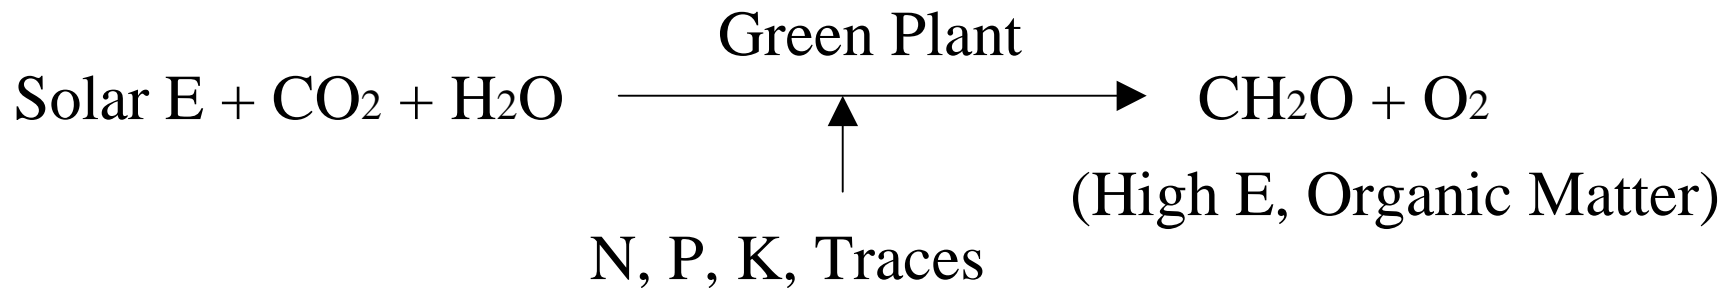 Green Plant
Solar E + CO2 + H2O CH2O + O2
(High E, Organic Matter)
N, P, K, Traces